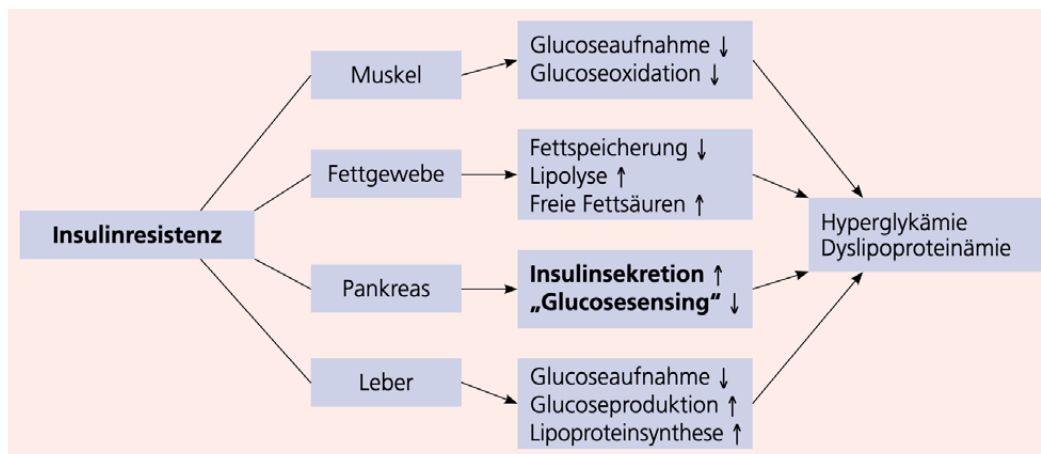 Insulinresistenz
Muskel
Glucoseaufnahme ↓
Glucoseoxidation ↓
Fettgewebe
Fettspeicherung ↓
Lipolyse ↑
Freie Fettsäuren ↑
Pankreas
Insulinsekretion ↑
„Glucosesensing“ ↓
Leber
Glucoseaufnahme ↓
Glucoseproduktion ↑
Lipoproteinsynthese ↑
Hyperglykämie
Dyslipoproteinämie